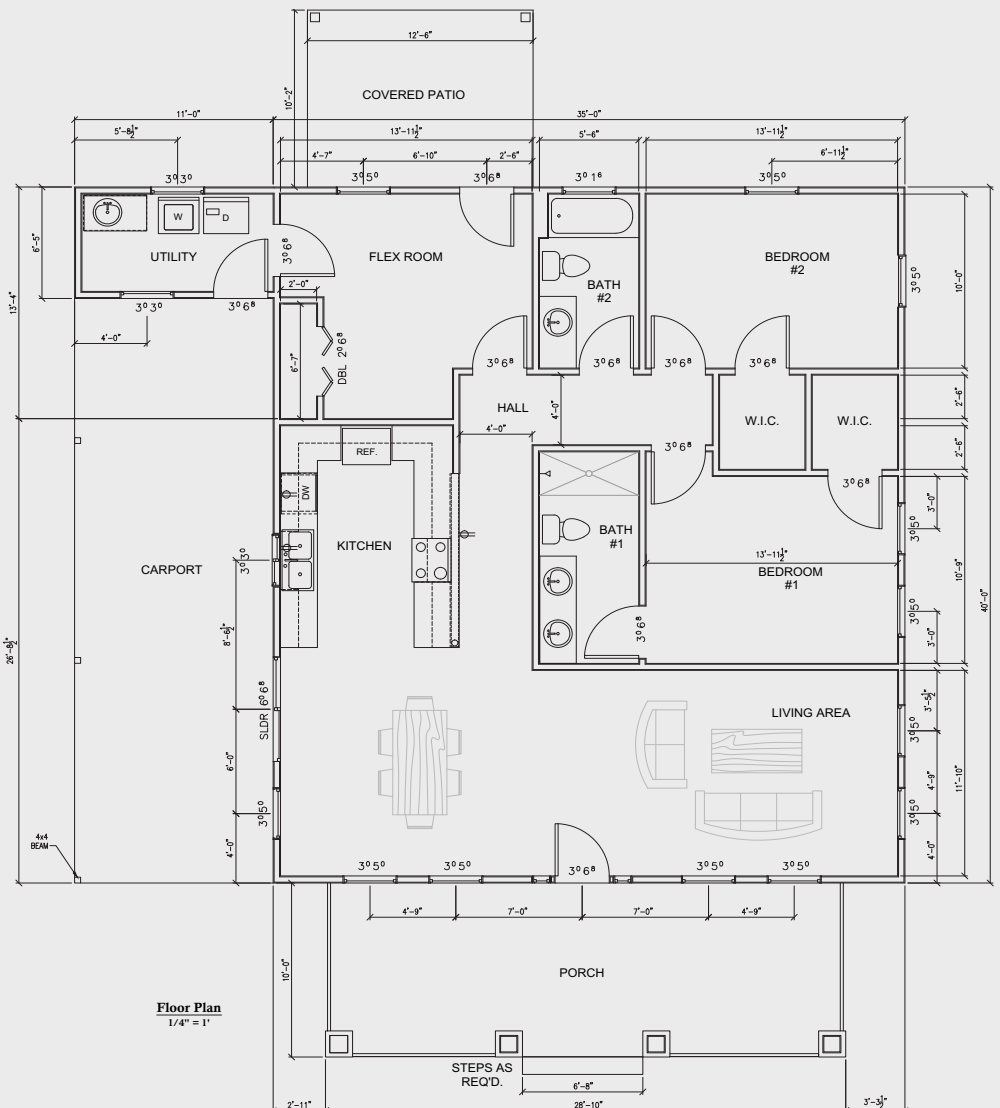 12'-6"
COVERED PATIO
10'-2"
11'-0"
35'-0"
5'-8½"
13'-11½"
5'-6"
13'-11½"
4'-7"
6'-10"
2'-6"
6'-11½"
3⁰3⁰
3⁰5⁰
3⁰6⁸
3⁰1⁶
3⁰5⁰
W
D
6'-5"
UTILITY
3⁰6⁸
FLEX ROOM
BATH
#2
BEDROOM
#2
3⁰5⁰
10'-0"
2'-0"
3⁰3⁰
3⁰6⁸
13'-4"
4'-0"
6'-7"
DBL 2⁰6⁸
3⁰6⁸
3⁰6⁸
3⁰6⁸
3⁰6⁸
HALL
4'-0"
4'-0"
W.I.C.
W.I.C.
2'-6"
2'-6"
REF.
3⁰6⁸
3⁰6⁸
DW
KITCHEN
BATH
#1
3'-0"
3⁰5⁰
3⁰3⁰
13'-11½"
BEDROOM
#1
10'-9"
40'-0"
CARPORT
8'-6½"
3⁰5⁰
3'-0"
3⁰6⁸
26'-8½"
SLDR 6⁰6⁸
LIVING AREA
3'-5½"
3⁰5⁰
6'-0"
4'-9"
11'-10"
3⁰5⁰
3⁰5⁰
4x4
BEAM
4'-0"
4'-0"
3⁰5⁰
3⁰5⁰
3⁰6⁸
3⁰5⁰
3⁰5⁰
4'-9"
7'-0"
7'-0"
4'-9"
10'-0"
PORCH
Floor Plan
1/4" = 1'
STEPS AS
REQ'D.
6'-8"
2'-11"
28'-10"
3'-3½"